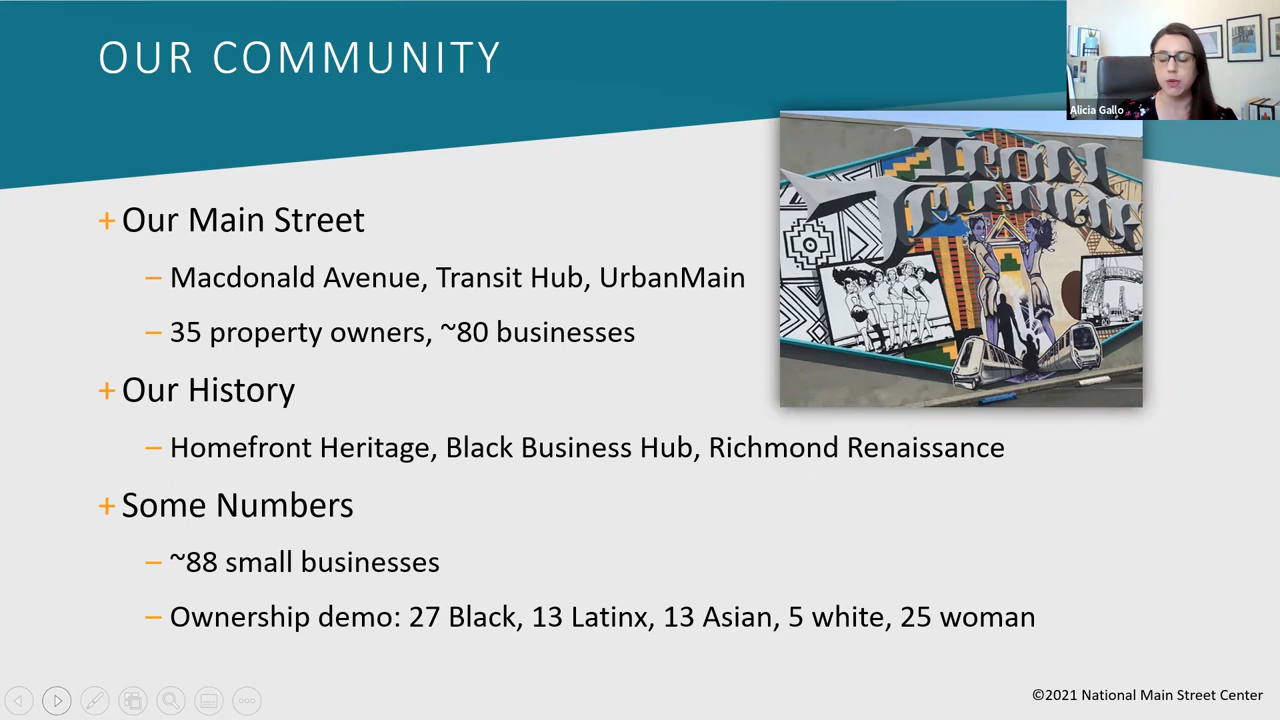 OUR COMMUNITY
Alicia Gallo
IRON
TRIANGLE
+ Our Main Street
– Macdonald Avenue, Transit Hub, UrbanMain
– 35 property owners, ~80 businesses
+ Our History
– Homefront Heritage, Black Business Hub, Richmond Renaissance
+ Some Numbers
– ~88 small businesses
– Ownership demo: 27 Black, 13 Latinx, 13 Asian, 5 white, 25 woman
©2021 National Main Street Center